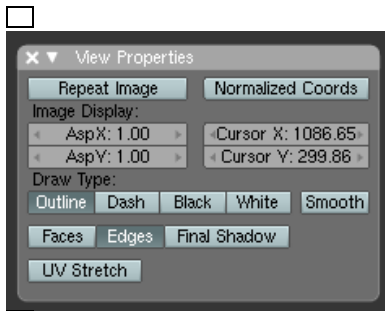 View Properties
Repeat Image Normalized Coords
Image Display:
AspX: 1.00 Cursor X: 1086.65
AspY: 1.00 Cursor Y: 299.86
Draw Type:
Outline Dash Black White Smooth
Faces Edges Final Shadow
UV Stretch